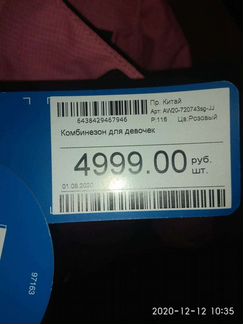 Пр. Китай
Арт: AW20-720743sg-JJ
6438429467946
Р:116 Цв:Розовый
Комбинезон для девочек
4999.00 руб.
шт.
01.08.2020
97163
2020-12-12 10:35